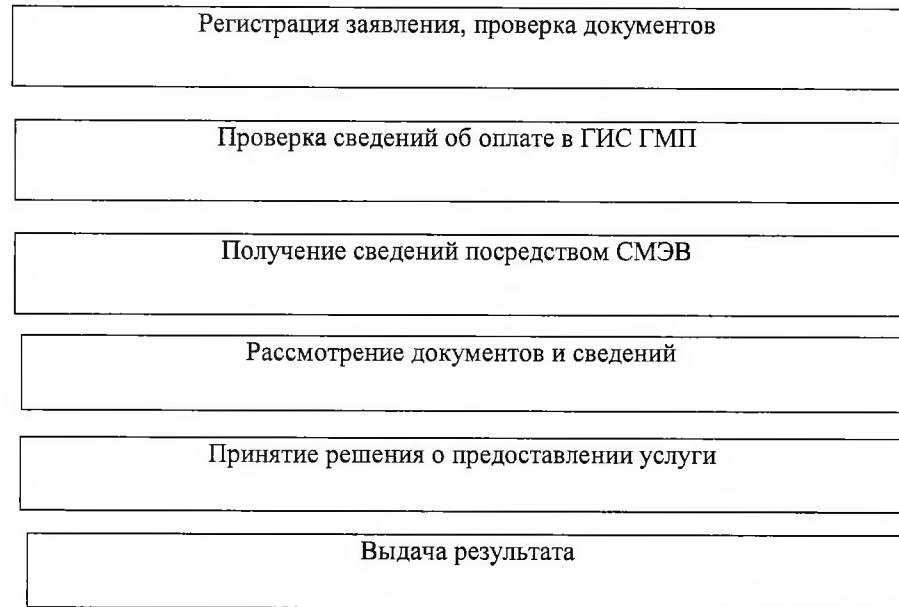 Регистрация заявления, проверка документов
Проверка сведений об оплате в ГИС ГМП
Получение сведений посредством СМЭВ
Рассмотрение документов и сведений
Принятие решения о предоставлении услуги
Выдача результата